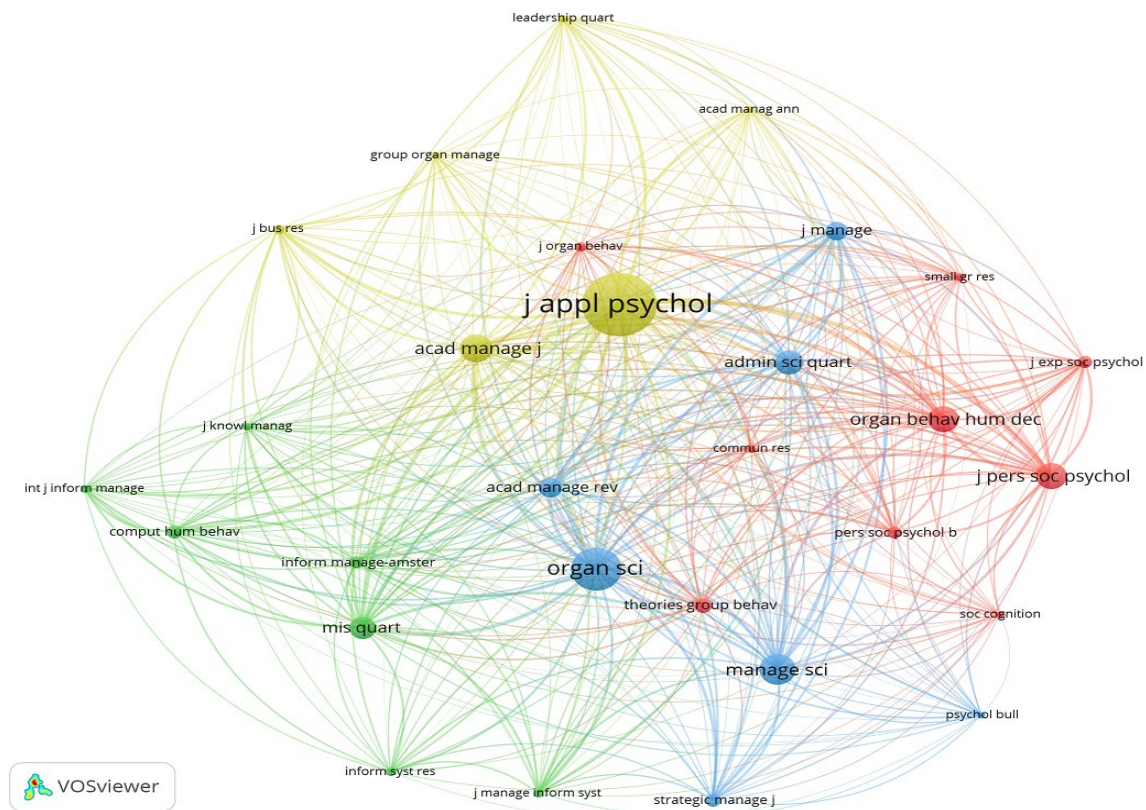 leadership quart
acad manag ann
group organ manage
j bus res
j manage
j organ behav
small gr res
j appl psychol
acad manage j
admin sci quart
j exp soc psychol
organ behav hum dec
j knowl manag
commun res
j pers soc psychol
int j inform manage
acad manage rev
comput hum behav
pers soc psychol b
inform manage-amster
organ sci
theories group behav
soc cognition
mis quart
manage sci
psychol bull
inform syst res
VOSviewer
j manage inform syst
strategic manage j